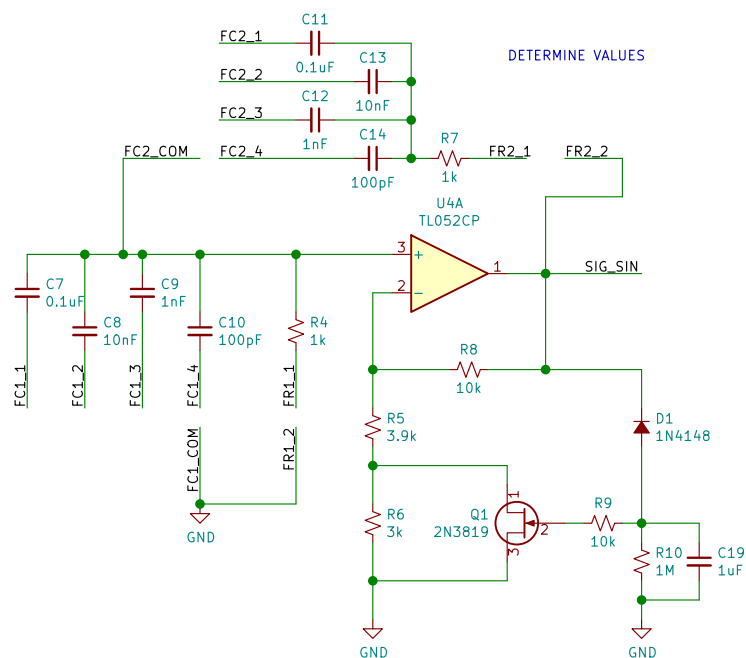 C11
FC2_1
0.1uF
DETERMINE VALUES
C13
FC2_2
10nF
C12
FC2_3
1nF
C14
FC2_COM
FC2_4
100pF
R7
1k
FR2_1
FR2_2
U4A
TL052CP
3
+
2
−
1
SIG_SIN
C7
0.1uF
C8
10nF
C9
1nF
C10
100pF
R4
1k
FC1_1
FC1_2
FC1_3
FC1_4
FR1_1
FC1_COM
FR1_2
GND
R8
10k
R5
3.9k
R6
3k
GND
Q1
2N3819
1
2
3
R9
10k
D1
1N4148
R10
1M
C19
1uF
GND